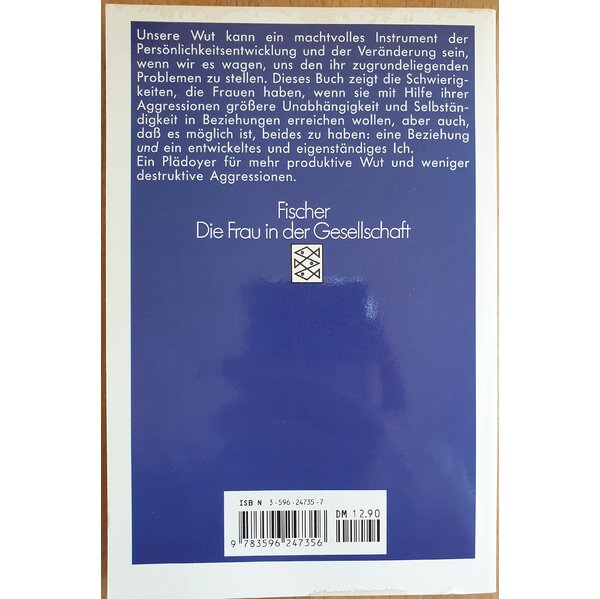 Unsere Wut kann ein machtvolles Instrument der
Persönlichkeitsentwicklung und der Veränderung sein,
wenn wir es wagen, uns den ihr zugrundeliegenden
Problemen zu stellen. Dieses Buch zeigt die Schwierig-
keiten, die Frauen haben, wenn sie mit Hilfe ihrer
Aggressionen größere Unabhängigkeit und Selbstän-
digkeit in Beziehungen erreichen wollen, aber auch,
daß es möglich ist, beides zu haben: eine Beziehung
und ein entwickeltes und eigenständiges Ich.
Ein Plädoyer für mehr produktive Wut und weniger
destruktive Aggressionen.
Fischer
Die Frau in der Gesellschaft
ISBN 3-596-24735-7
DM 12.90
9 783596 247356